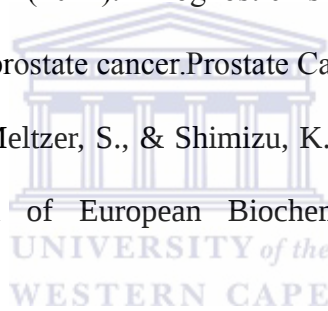 prostate cancer.Prostate Ca
Meltzer, S., & Shimizu, K.
of European Biochem
UNIVERSITY of the
WESTERN CAPE